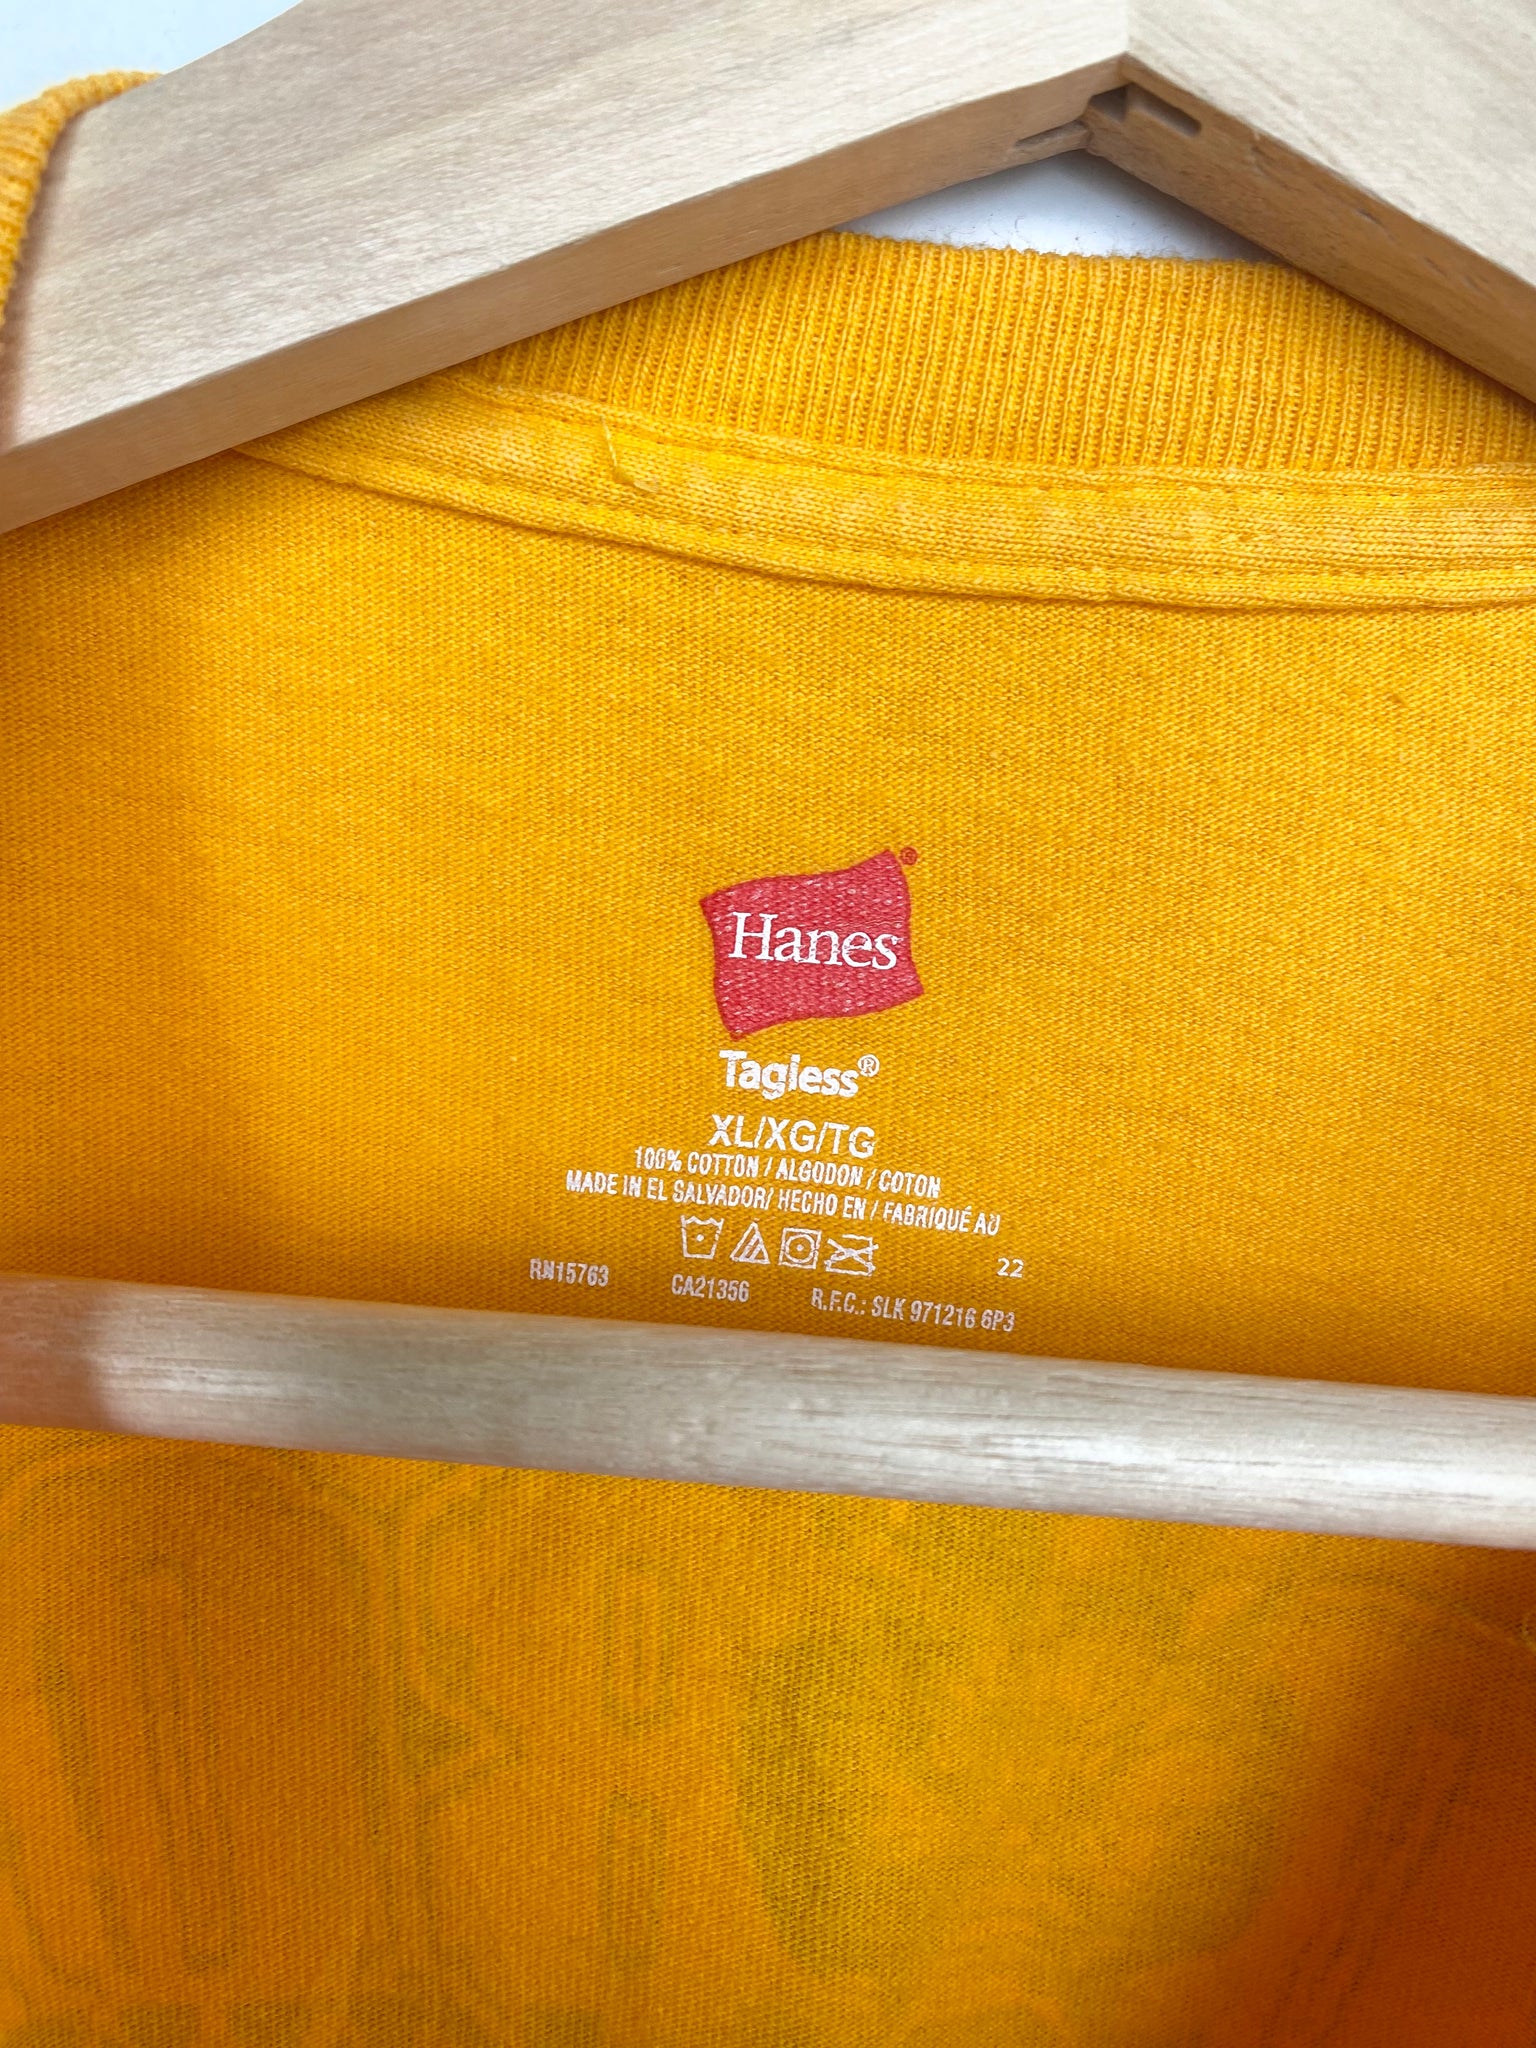 Hanes®
Tagless®
XL/XG/TG
100% COTTON / ALGODON / COTON
MADE IN EL SALVADOR/ HECHO EN / FABRIQUÉ AU
22
RN15763 CA21356 R.F.C.: SLK 971216 6P3